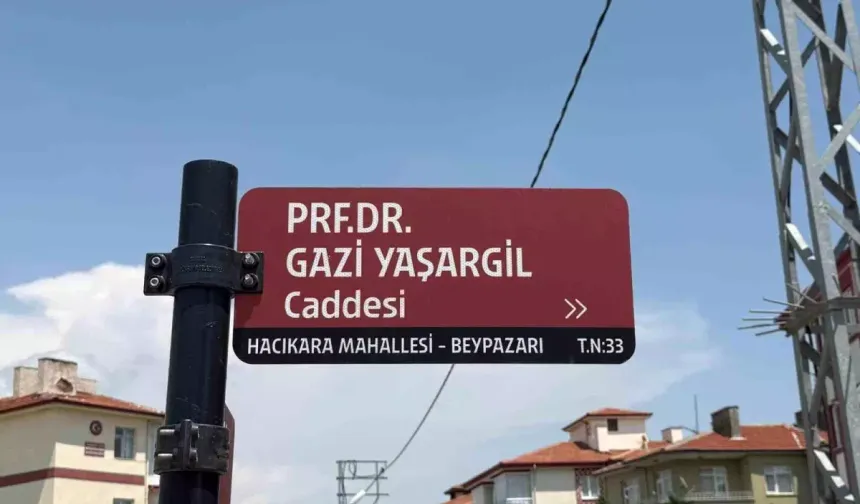 PRF.DR.
GAZİ YAŞARGİL
Caddesi
HACIKARA MAHALLESİ - BEYPAZARI T.N:33